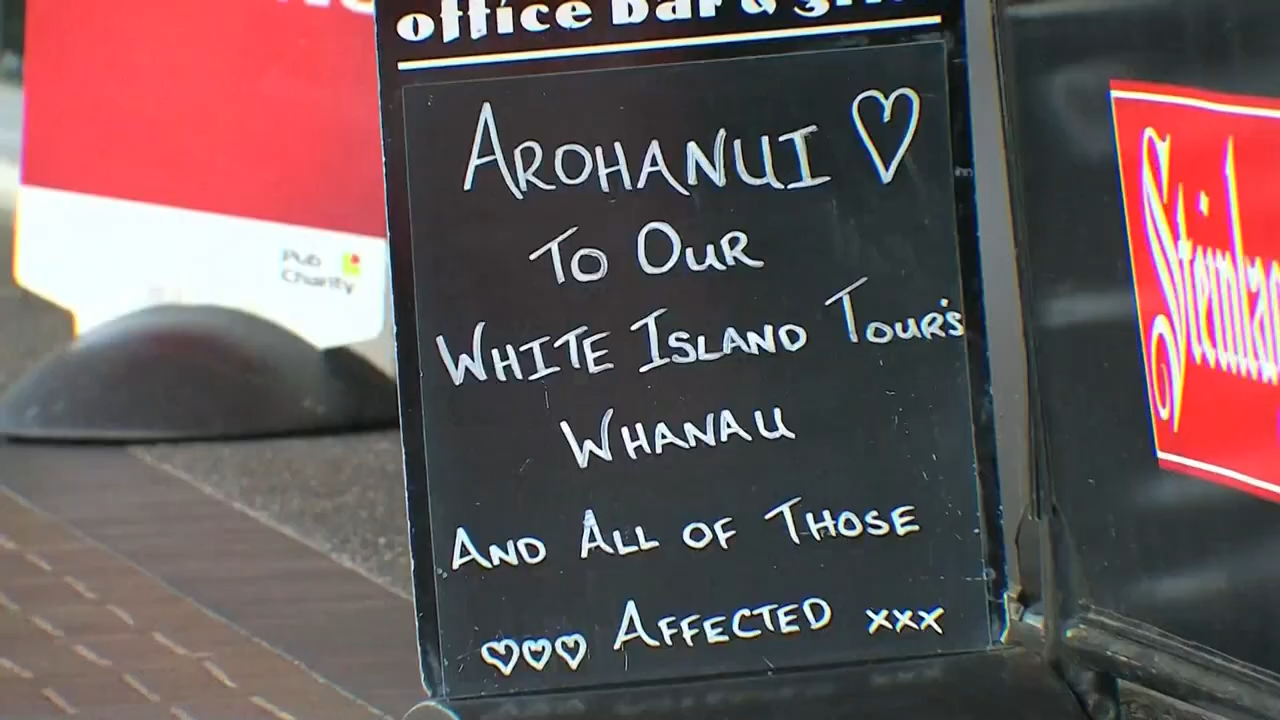 office bar &
AROHANUI ♡
TO OUR
WHITE ISLAND TOUR'S
WHANAU
AND ALL OF THOSE
♡♡♡ AFFECTED xxx
Pub
Charity